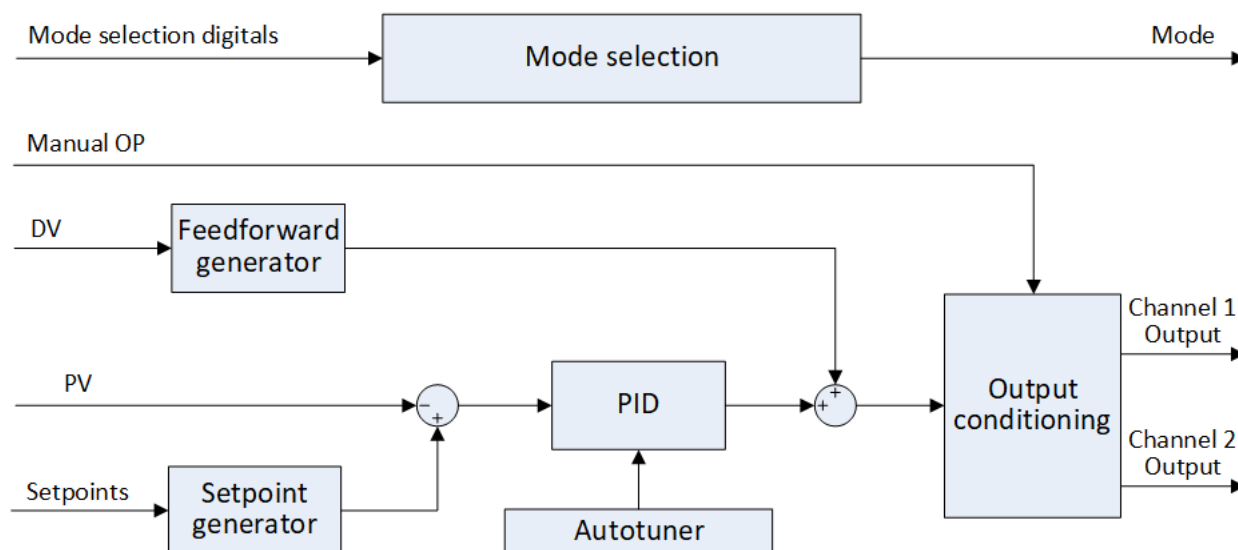 Mode selection digitals
Mode selection
Mode
Manual OP
DV
Feedforward
generator
Channel 1
Output
PV
−
+
PID
+
+
Output
conditioning
Channel 2
Output
Setpoints
Setpoint
generator
Autotuner